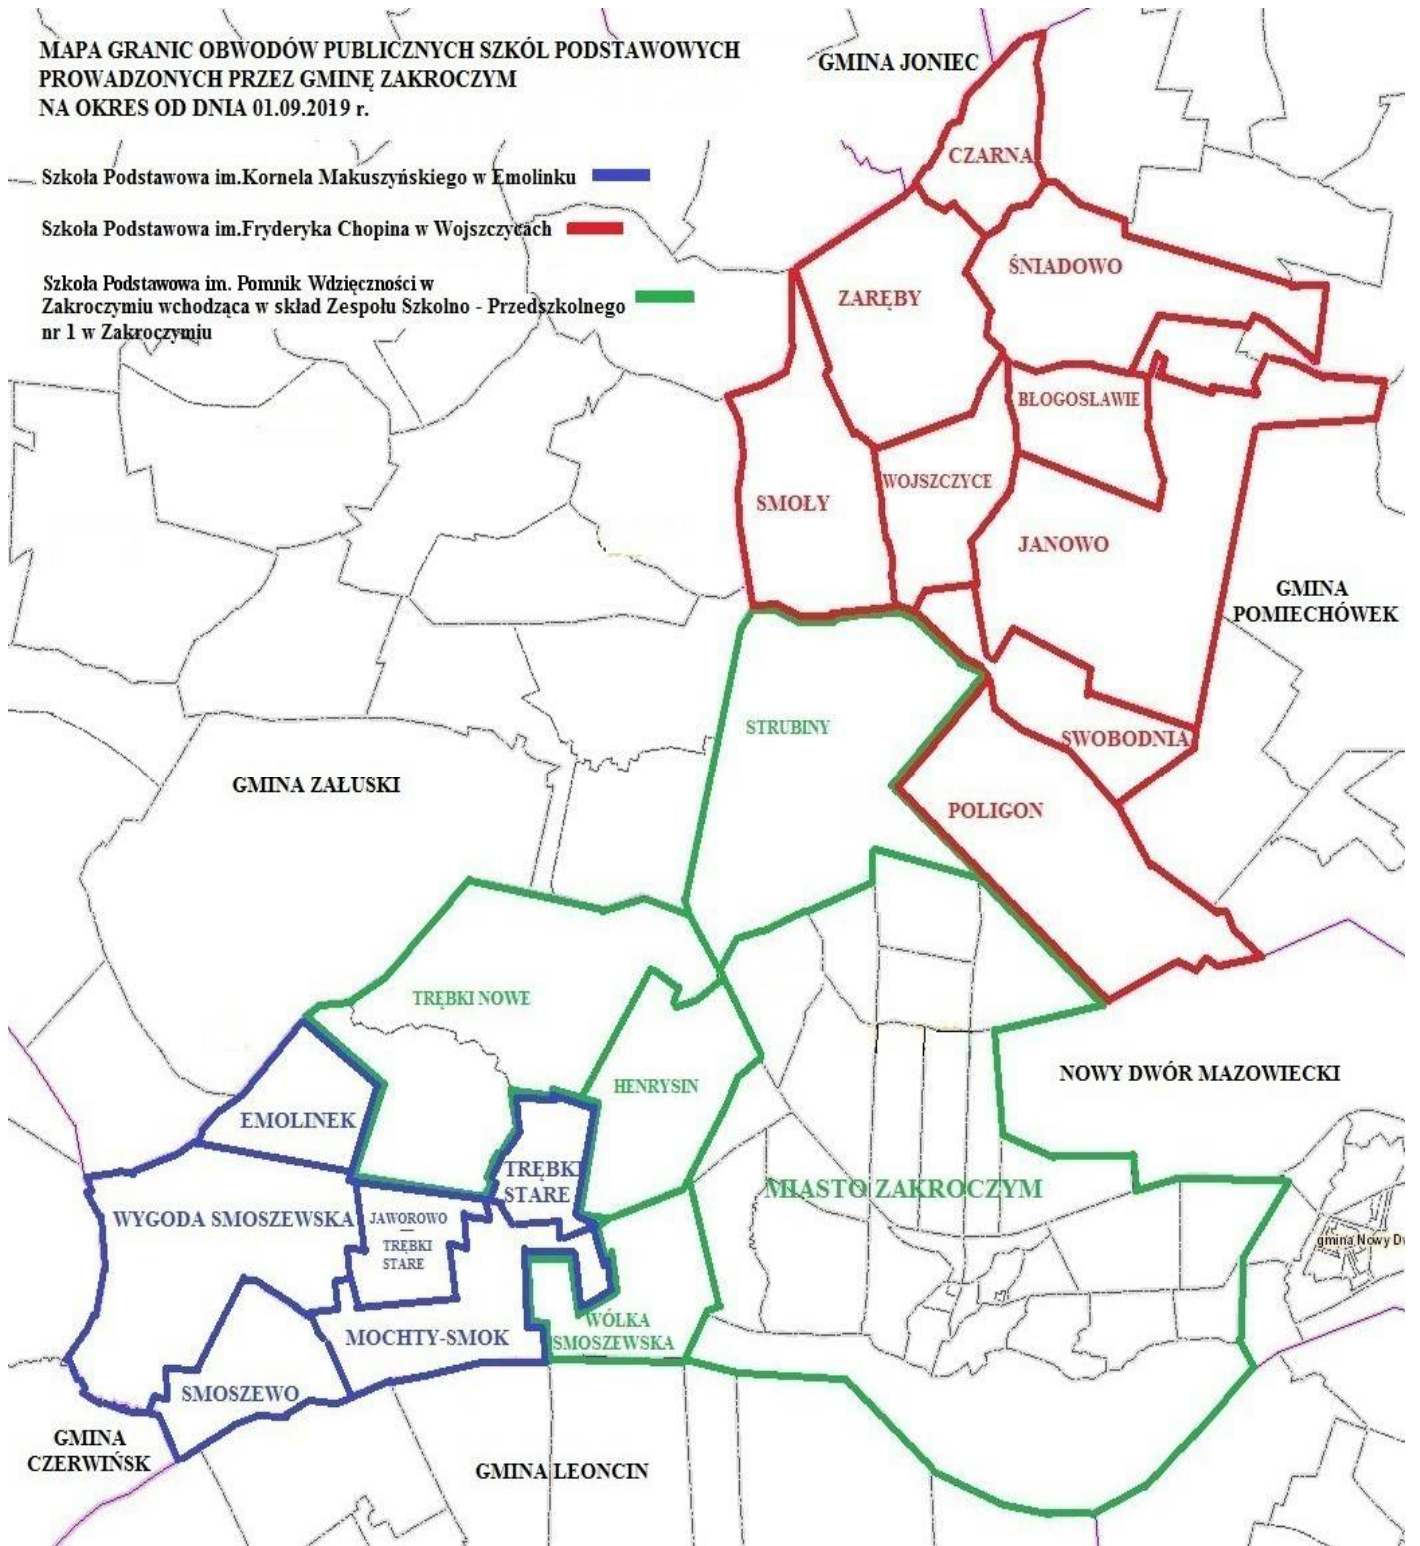 MAPA GRANIC OBWODÓW PUBLICZNYCH SZKÓL PODSTAWOWYCH
PROWADZONYCH PRZEZ GMINĘ ZAKROCZYM
NA OKRES OD DNIA 01.09.2019 r.
Szkoła Podstawowa im.Kornela Makuszyńskiego w Emolinku
Szkoła Podstawowa im.Fryderyka Chopina w Wojszczycach
Szkoła Podstawowa im. Pomnik Wdzięczności w
Zakroczymiu wchodząca w skład Zespołu Szkolno - Przedszkolnego
nr 1 w Zakroczymiu
GMINA JONIEC
CZARNA
ŚNIADOWO
ZARĘBY
BŁOGOSŁAWIE
WOJSZCZYCE
SMOŁY
JANOWO
GMINA
POMIECHÓWEK
STRUBINY
SWOBODNIA
GMINA ZAŁUSKI
POLIGON
TRĘBKI NOWE
NOWY DWÓR MAZOWIECKI
HENRYSIN
EMOLINEK
TRĘBKI
STARE
MIASTO ZAKROCZYM
WYGODA SMOSZEWSKA
JAWOROWO
—
TRĘBKI
STARE
gmina Nowy Dw
WÓLKA
SMOSZEWSKA
MOCHTY-SMOK
SMOSZEWO
GMINA
CZERWIŃSK
GMINA LEONCIN